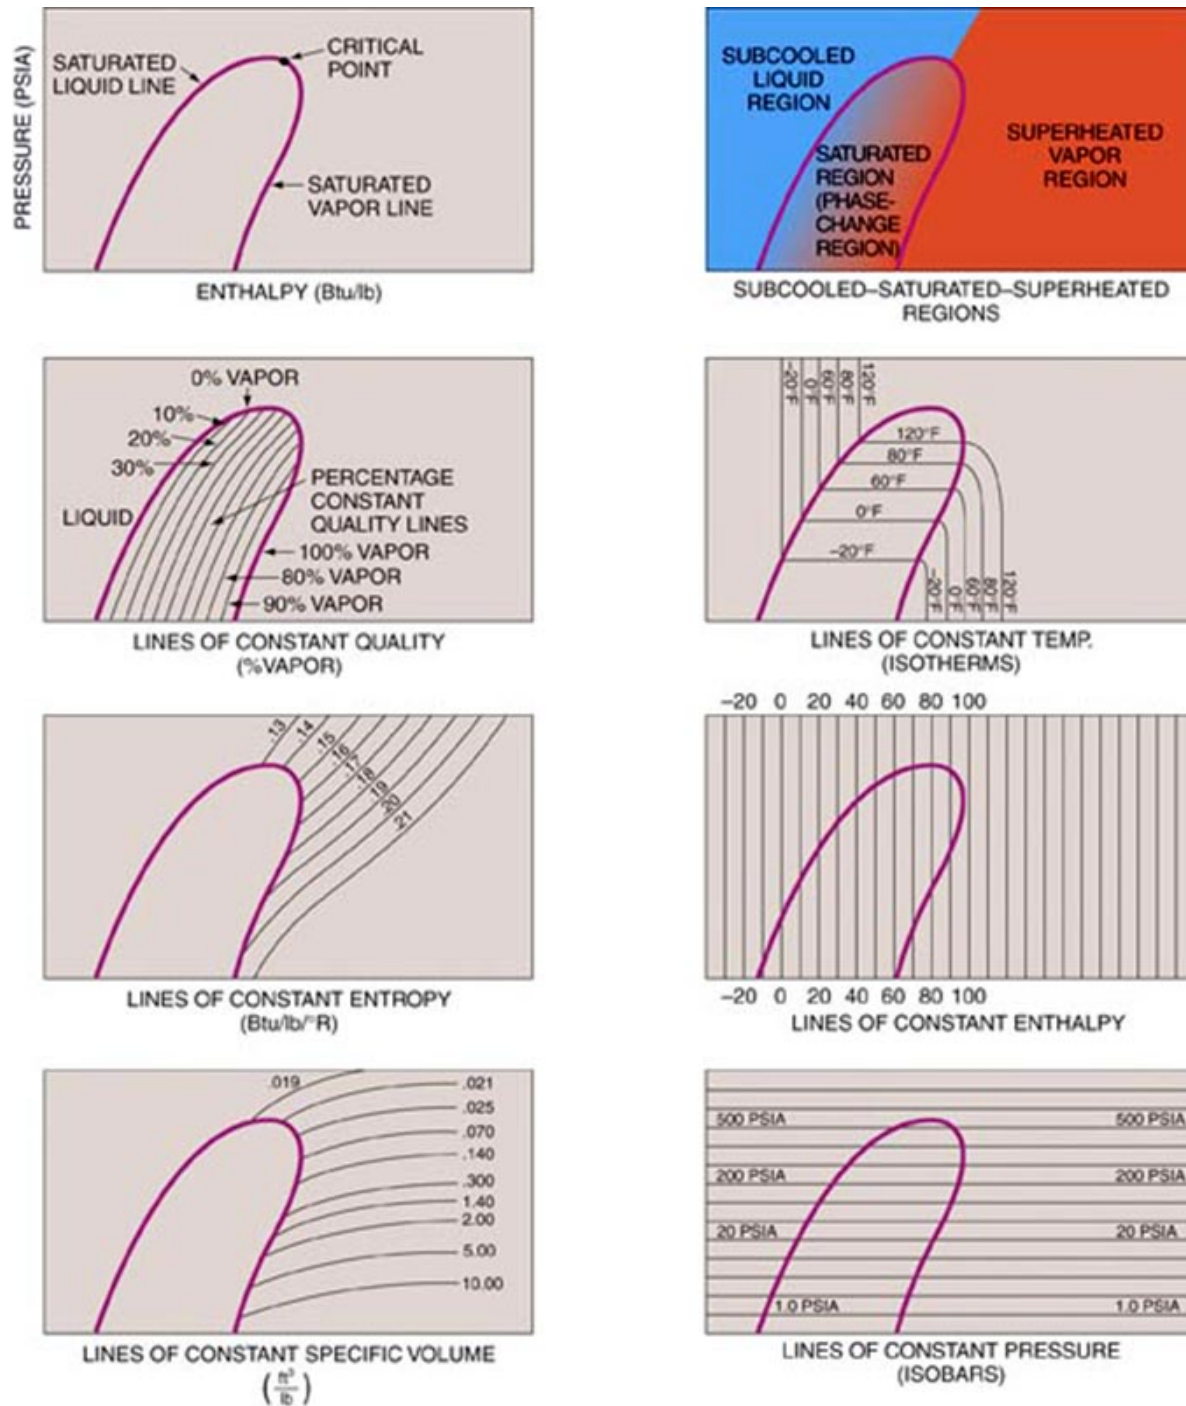 PRESSURE (PSIA)
SATURATED
LIQUID LINE
CRITICAL
POINT
SATURATED
VAPOR LINE
ENTHALPY (Btu/lb)
SUBCOOLED
LIQUID
REGION
SATURATED
REGION
(PHASE-
CHANGE
REGION)
SUPERHEATED
VAPOR
REGION
SUBCOOLED–SATURATED–SUPERHEATED
REGIONS
0% VAPOR
10%
20%
30%
LIQUID
PERCENTAGE
CONSTANT
QUALITY LINES
100% VAPOR
80% VAPOR
90% VAPOR
LINES OF CONSTANT QUALITY
(%VAPOR)
–20°F 0°F 60°F 80°F 120°F
120°F
80°F
60°F
0°F
–20°F
–20°F 0°F 60°F 80°F 120°F
LINES OF CONSTANT TEMP.
(ISOTHERMS)
.13 .14 .15 .16 .17 .18 .19 .20 .21
LINES OF CONSTANT ENTROPY
(Btu/lb/°R)
–20 0 20 40 60 80 100
–20 0 20 40 60 80 100
LINES OF CONSTANT ENTHALPY
.019
.021
.025
.070
.140
.300
1.40
2.00
5.00
10.00
LINES OF CONSTANT SPECIFIC VOLUME
(ft³/lb)
500 PSIA 500 PSIA
200 PSIA 200 PSIA
20 PSIA 20 PSIA
1.0 PSIA 1.0 PSIA
LINES OF CONSTANT PRESSURE
(ISOBARS)